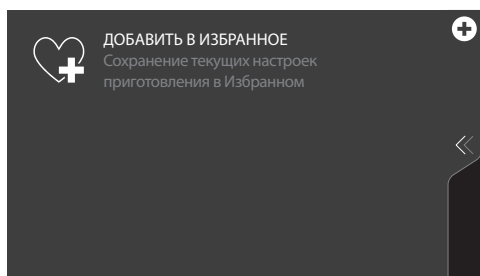 ДОБАВИТЬ В ИЗБРАННОЕ
Сохранение текущих настроек
приготовления в Избранном